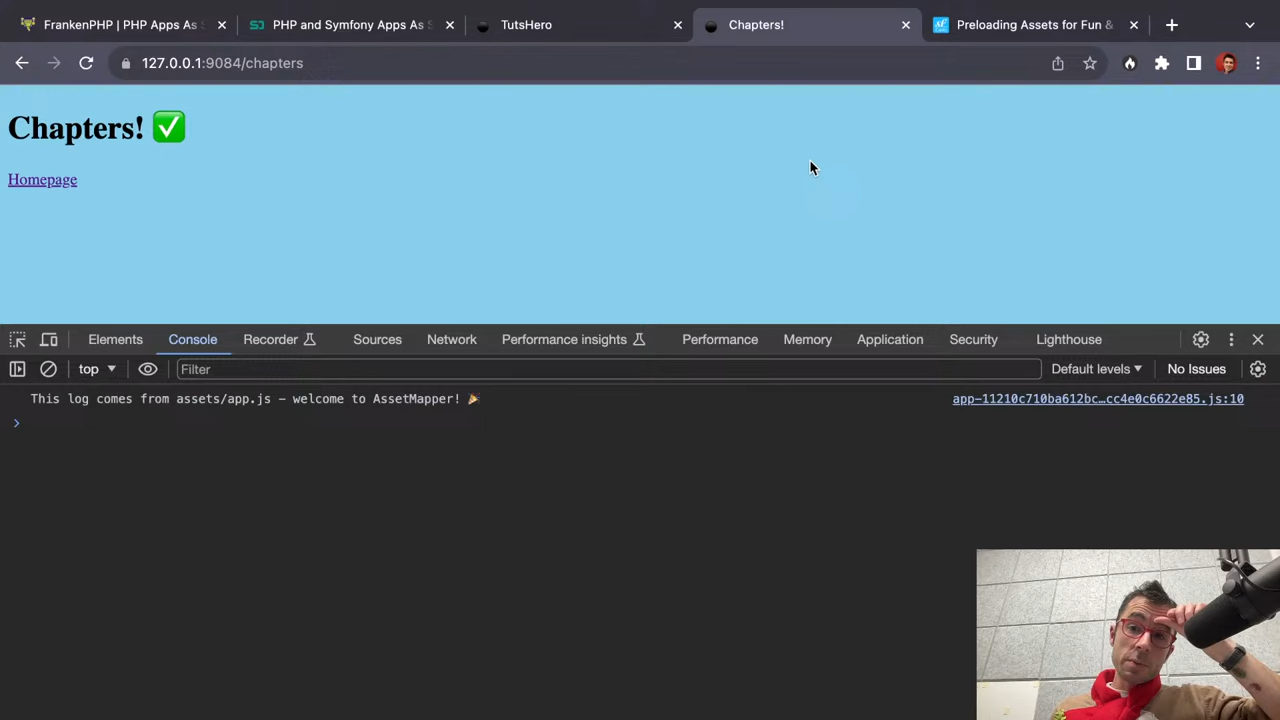 FrankenPHP | PHP Apps As S
PHP and Symfony Apps As S
TutsHero
Chapters!
Preloading Assets for Fun &
127.0.0.1:9084/chapters
Chapters! ✅
Homepage
Elements
Console
Recorder
Sources
Network
Performance insights
Performance
Memory
Application
Security
Lighthouse
top
Filter
Default levels
No Issues
This log comes from assets/app.js - welcome to AssetMapper! 🎉
app-11210c710ba612bc…cc4e0c6622e85.js:10